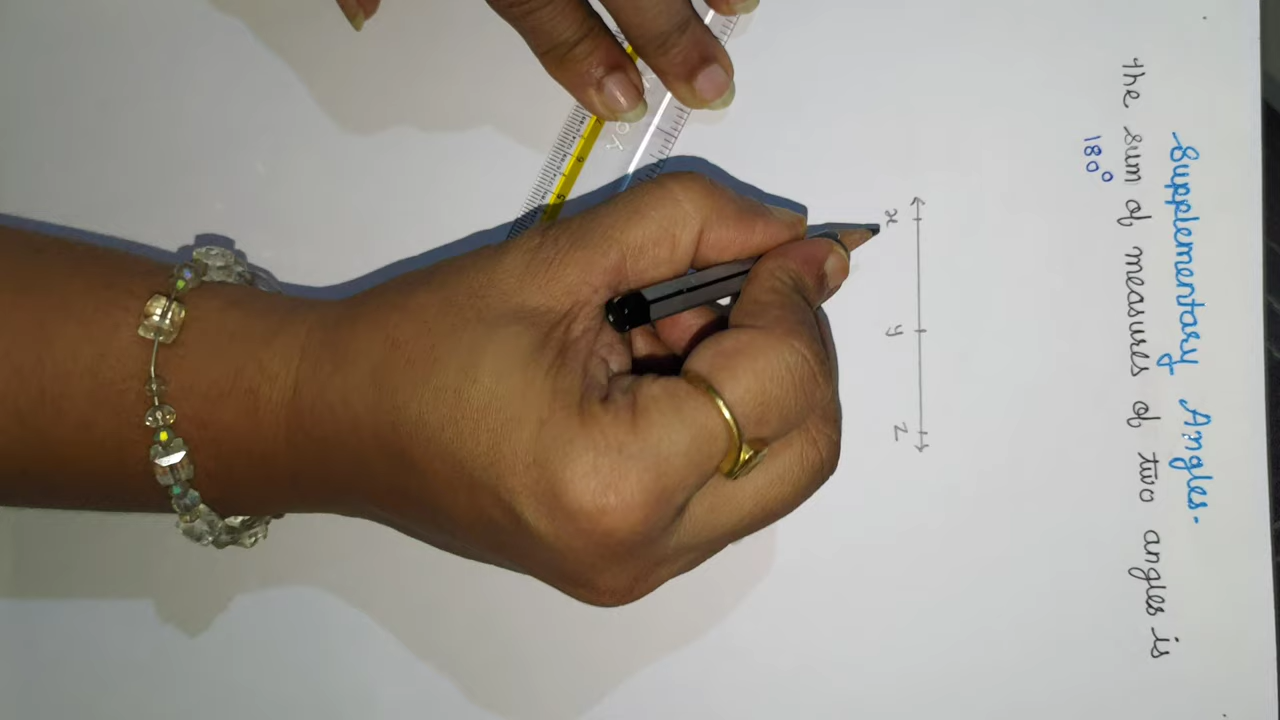 Supplementary Angles.
the sum of measures of two angles is
180°
x y z